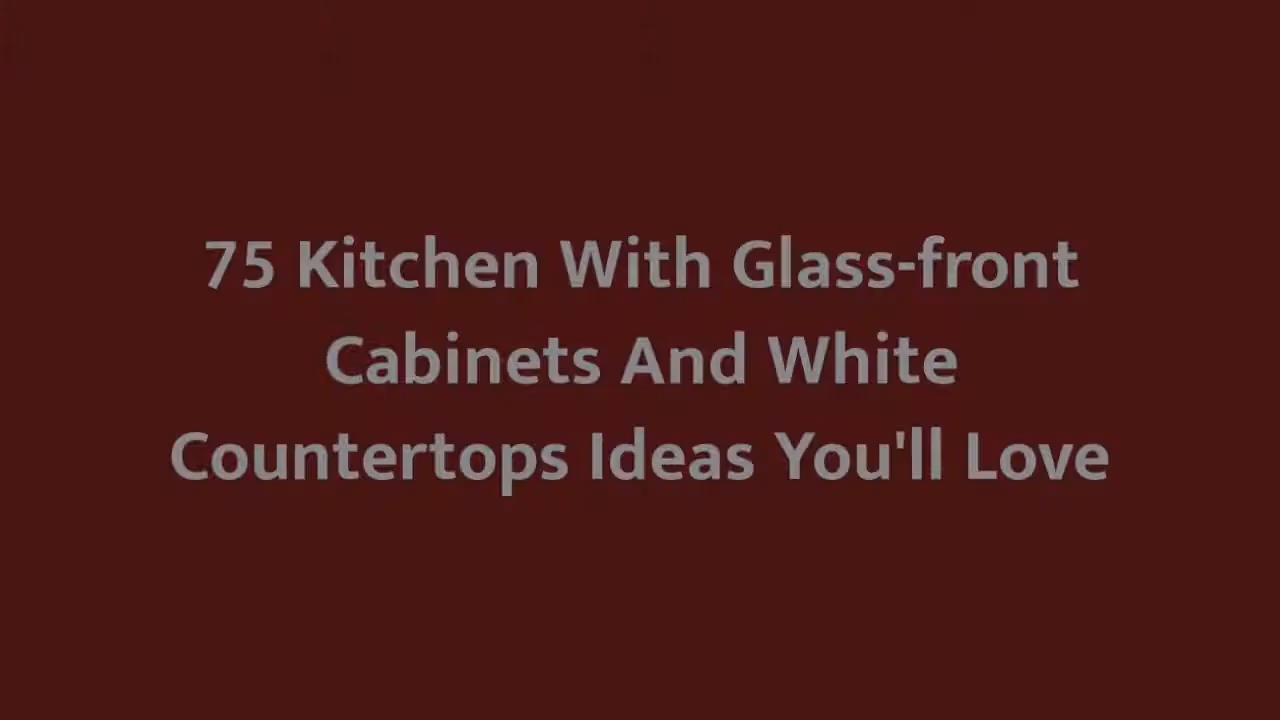 75 Kitchen With Glass-front
Cabinets And White
Countertops Ideas You'll Love